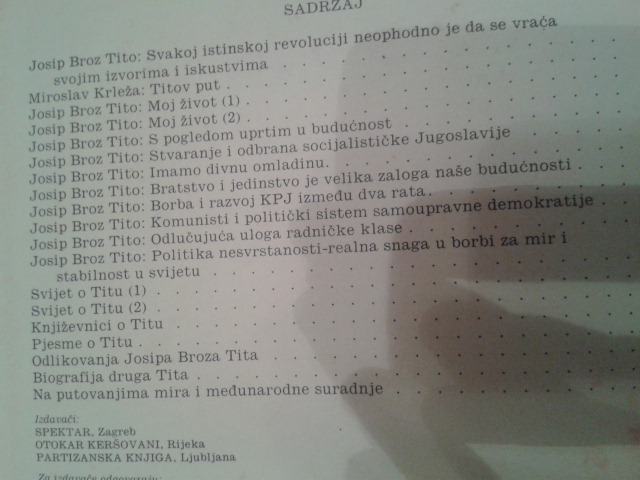 SADRŽAJ
Josip Broz Tito: Svakoj istinskoj revoluciji neophodno je da se vraća
svojim izvorima i iskustvima . . . . . . . . . . . . . .
Miroslav Krleža: Titov put . . . . . . . . . . . . . . . .
Josip Broz Tito: Moj život (1) . . . . . . . . . . . . . . .
Josip Broz Tito: Moj život (2) . . . . . . . . . . . . . . .
Josip Broz Tito: S pogledom uprtim u budućnost . . . . . . . . .
Josip Broz Tito: Stvaranje i odbrana socijalističke Jugoslavije . . . .
Josip Broz Tito: Imamo divnu omladinu. . . . . . . . . . . .
Josip Broz Tito: Bratstvo i jedinstvo je velika zaloga naše budućnosti . .
Josip Broz Tito: Borba i razvoj KPJ između dva rata. . . . . . . .
Josip Broz Tito: Komunisti i politički sistem samoupravne demokratije . .
Josip Broz Tito: Odlučujuća uloga radničke klase . . . . . . . . .
Josip Broz Tito: Politika nesvrstanosti-realna snaga u borbi za mir i
stabilnost u svijetu . . . . . . . . . . . . . . . .
Svijet o Titu (1) . . . . . . . . . . . . . . . . . . .
Svijet o Titu (2) . . . . . . . . . . . . . . . . . . .
Književnici o Titu . . . . . . . . . . . . . . . . . . .
Pjesme o Titu . . . . . . . . . . . . . . . . . . . .
Odlikovanja Josipa Broza Tita . . . . . . . . . . . . . . .
Biografija druga Tita . . . . . . . . . . . . . . . . . .
Na putovanjima mira i međunarodne suradnje . . . . . . . . . .
Izdavači:
SPEKTAR, Zagreb
OTOKAR KERŠOVANI, Rijeka
PARTIZANSKA KNJIGA, Ljubljana
Za izdavače odgovaraju: